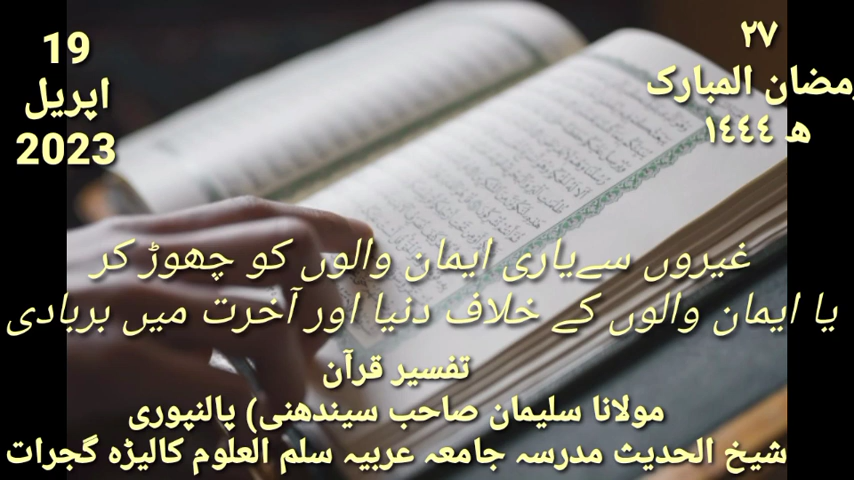 19
اپریل
2023
٢٧
رمضان المبارک
١٤٤٤ ھ
غیروں سےیاری ایمان والوں کو چھوڑ کر
یا ایمان والوں کے خلاف دنیا اور آخرت میں بربادی
تفسیر قرآن
مولانا سلیمان صاحب سیندھنی) پالنپوری
شیخ الحدیث مدرسہ جامعہ عربیہ سلم العلوم کالیڑہ گجرات